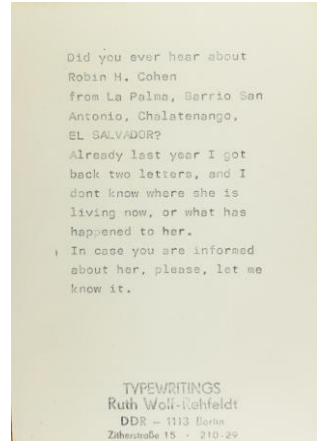 Did you ever hear about
Robin H. Cohen
from La Palma, Barrio San
Antonio, Chalatenango,
EL SALVADOR?
Already last year I got
back two letters, and I
dont know where she is
living now, or what has
happened to her.
In case you are informed
about her, please, let me
know it.
TYPEWRITINGS
Ruth Wolf-Rehfeldt
DDR – 1113 Berlin
Zitherstraße 15 · 210-29